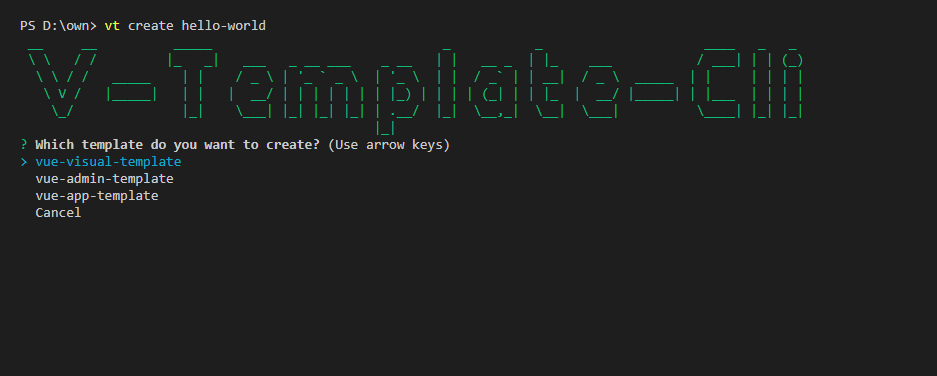 PS D:\own> vt create hello-world
V-Template-Cli
? Which template do you want to create? (Use arrow keys)
> vue-visual-template
vue-admin-template
vue-app-template
Cancel